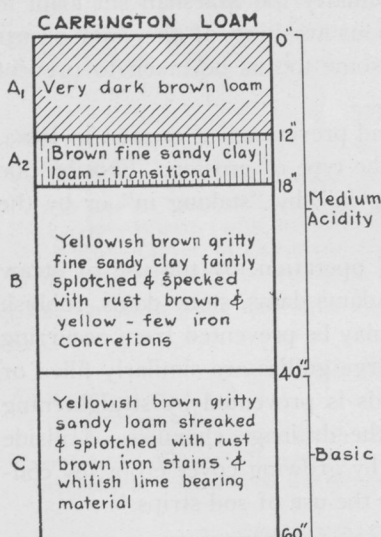 CARRINGTON LOAM
0"
A1
Very dark brown loam
12"
A2
Brown fine sandy clay
loam - transitional
18"
Medium
Acidity
B
Yellowish brown gritty
fine sandy clay faintly
splotched & specked
with rust brown &
yellow - few iron
concretions
40"
Yellowish brown gritty
sandy loam streaked
& splotched with rust
brown iron stains &
whitish lime bearing
material
C
Basic
60"